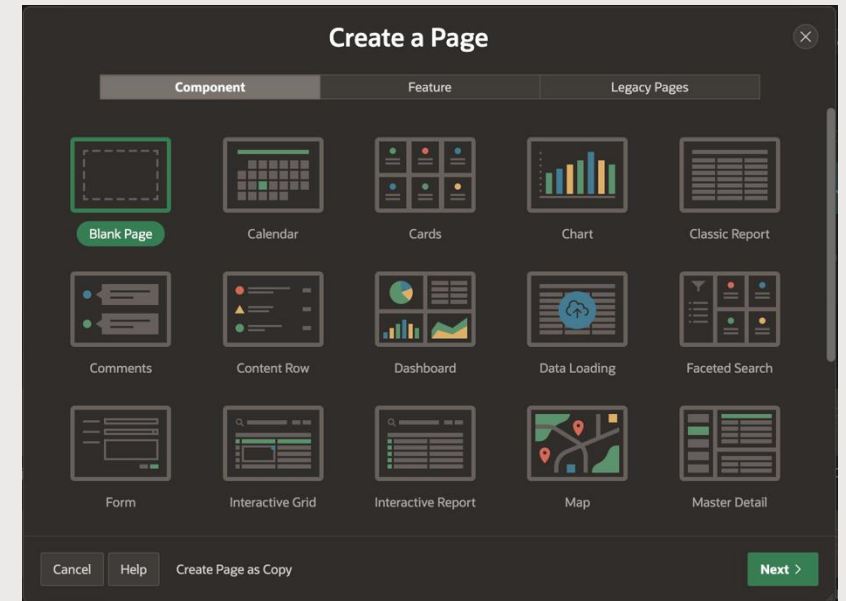 Create a Page
Component Feature Legacy Pages
Blank Page Calendar Cards Chart Classic Report
Comments Content Row Dashboard Data Loading Faceted Search
Form Interactive Grid Interactive Report Map Master Detail
Cancel Help Create Page as Copy Next